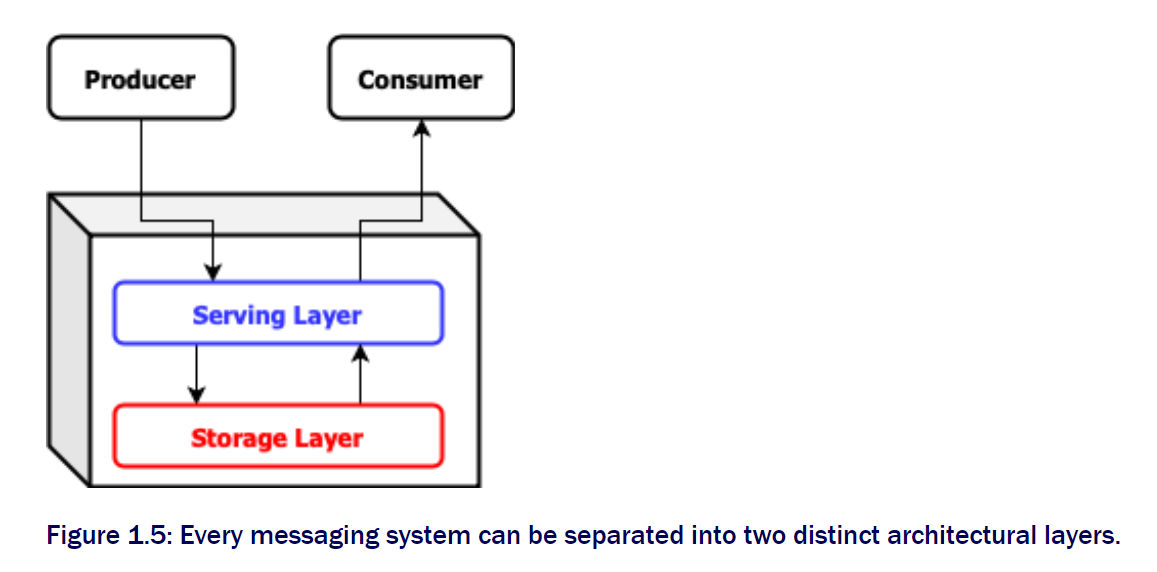 Producer
Consumer
Serving Layer
Storage Layer
Figure 1.5: Every messaging system can be separated into two distinct architectural layers.